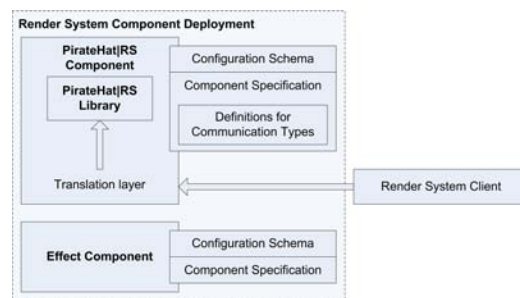 Render System Component Deployment
PirateHat|RS
Component
PirateHat|RS
Library
Translation layer
Configuration Schema
Component Specification
Definitions for
Communication Types
Render System Client
Effect Component
Configuration Schema
Component Specification